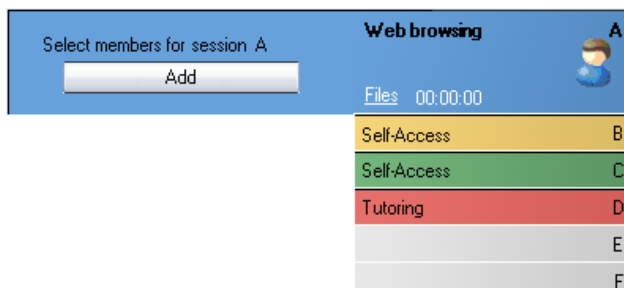 Select members for session A
Add
Web browsing A
Files 00:00:00
Self-Access B
Self-Access C
Tutoring D
E
F